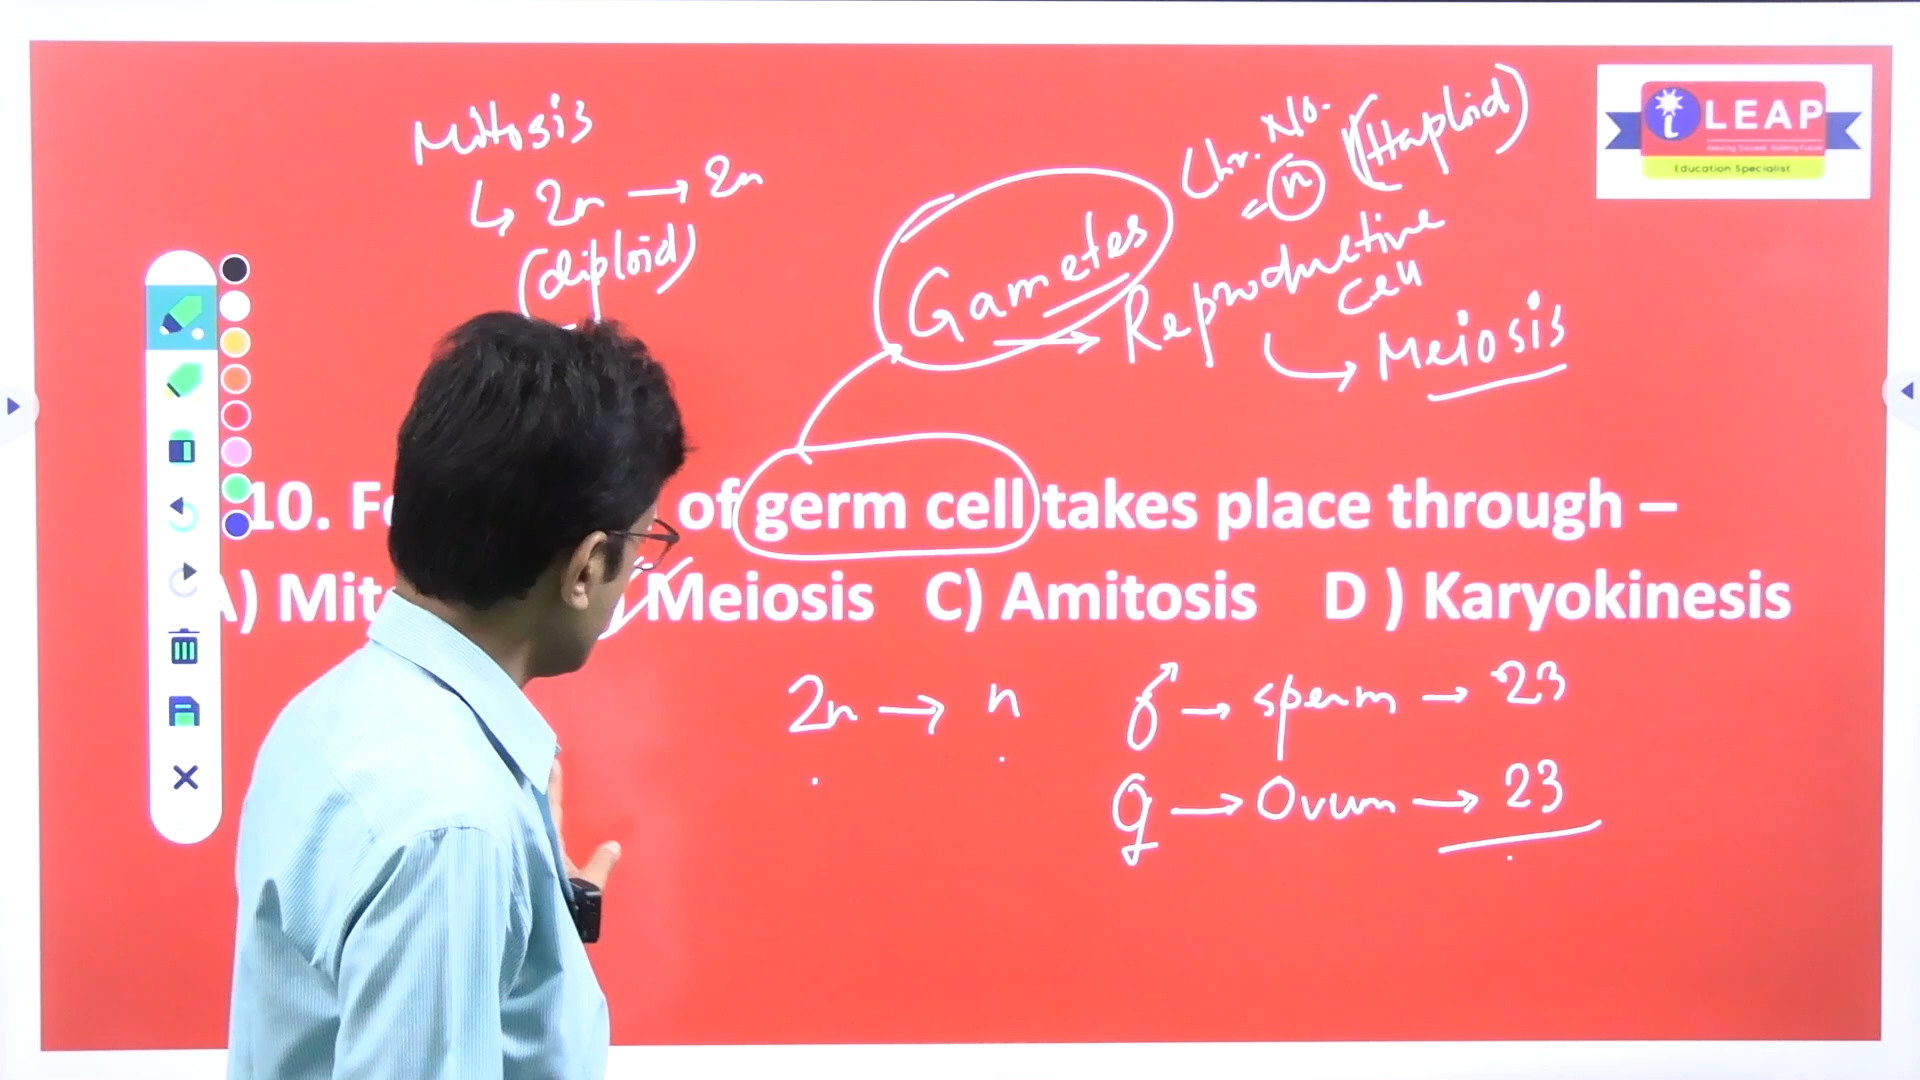 Mitosis
↳ 2n → 2n
(diploid)
Chr. No.
= n (Haploid)
Gametes → Reproductive
cell
↳ Meiosis
LEAP
Education Specialist
10. of germ cell takes place through –
A) Meiosis C) Amitosis D ) Karyokinesis
2n → n
♂ → sperm → 23
♀ → Ovum → 23